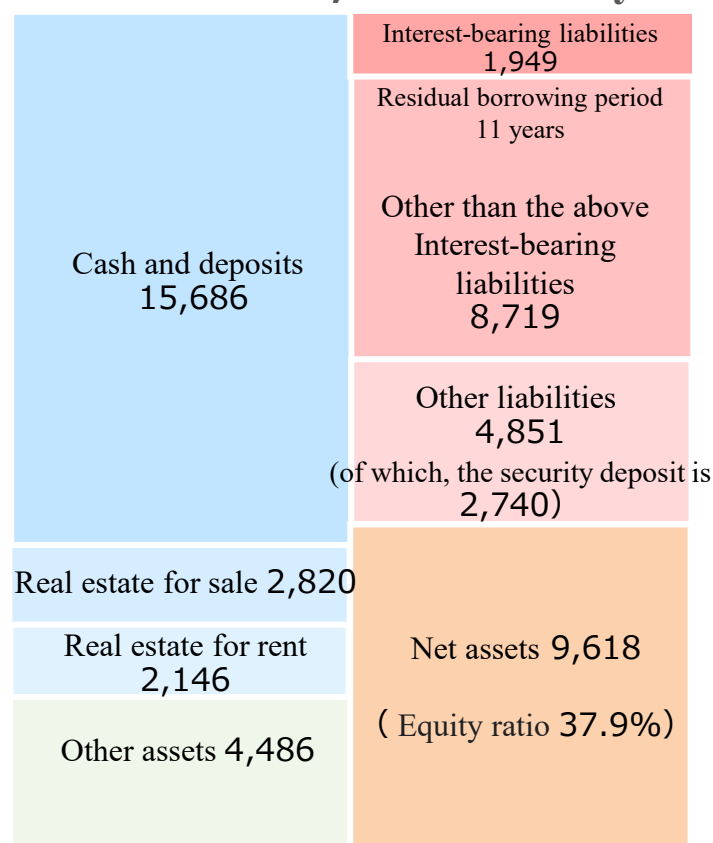 Cash and deposits
15,686
Real estate for sale 2,820
Real estate for rent
2,146
Other assets 4,486
Interest-bearing liabilities
1,949
Residual borrowing period
11 years
Other than the above
Interest-bearing
liabilities
8,719
Other liabilities
4,851
(of which, the security deposit is
2,740)
Net assets 9,618
( Equity ratio 37.9%)